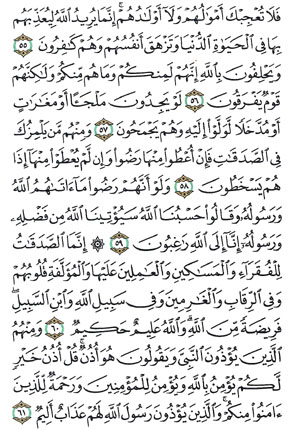 فَلَا تُعۡجِبۡكَ أَمۡوَٰلُهُمۡ وَلَآ أَوۡلَـٰدُهُمۡۚ إِنَّمَا يُرِيدُ ٱللَّهُ لِيُعَذِّبَهُم
بِهَا فِي ٱلۡحَيَوٰةِ ٱلدُّنۡيَا وَتَزۡهَقَ أَنفُسُهُمۡ وَهُمۡ كَـٰفِرُونَ ٥٥
وَيَحۡلِفُونَ بِٱللَّهِ إِنَّهُمۡ لَمِنكُمۡ وَمَا هُم مِّنكُمۡ وَلَـٰكِنَّهُمۡ
قَوۡمٞ يَفۡرَقُونَ ٥٦ لَوۡ يَجِدُونَ مَلۡجَـًٔا أَوۡ مَغَـٰرَٰتٍ
أَوۡ مُدَّخَلٗا لَّوَلَّوۡاْ إِلَيۡهِ وَهُمۡ يَجۡمَحُونَ ٥٧ وَمِنۡهُم مَّن يَلۡمِزُكَ
فِي ٱلصَّدَقَـٰتِ فَإِنۡ أُعۡطُواْ مِنۡهَا رَضُواْ وَإِن لَّمۡ يُعۡطَوۡاْ مِنۡهَآ إِذَا
هُمۡ يَسۡخَطُونَ ٥٨ وَلَوۡ أَنَّهُمۡ رَضُواْ مَآ ءَاتَىٰهُمُ ٱللَّهُ
وَرَسُولُهُۥ وَقَالُواْ حَسۡبُنَا ٱللَّهُ سَيُؤۡتِينَا ٱللَّهُ مِن فَضۡلِهِۦ
وَرَسُولُهُۥٓ إِنَّآ إِلَى ٱللَّهِ رَٰغِبُونَ ٥٩ ۞ إِنَّمَا ٱلصَّدَقَـٰتُ
لِلۡفُقَرَآءِ وَٱلۡمَسَـٰكِينِ وَٱلۡعَـٰمِلِينَ عَلَيۡهَا وَٱلۡمُؤَلَّفَةِ قُلُوبُهُمۡ
وَفِي ٱلرِّقَابِ وَٱلۡغَـٰرِمِينَ وَفِي سَبِيلِ ٱللَّهِ وَٱبۡنِ ٱلسَّبِيلِۖ
فَرِيضَةٗ مِّنَ ٱللَّهِۗ وَٱللَّهُ عَلِيمٌ حَكِيمٞ ٦٠ وَمِنۡهُمُ
ٱلَّذِينَ يُؤۡذُونَ ٱلنَّبِيَّ وَيَقُولُونَ هُوَ أُذُنٞۚ قُلۡ أُذُنُ خَيۡرٖ
لَّكُمۡ يُؤۡمِنُ بِٱللَّهِ وَيُؤۡمِنُ لِلۡمُؤۡمِنِينَ وَرَحۡمَةٞ لِّلَّذِينَ
ءَامَنُواْ مِنكُمۡۚ وَٱلَّذِينَ يُؤۡذُونَ رَسُولَ ٱللَّهِ لَهُمۡ عَذَابٌ أَلِيمٞ ٦١